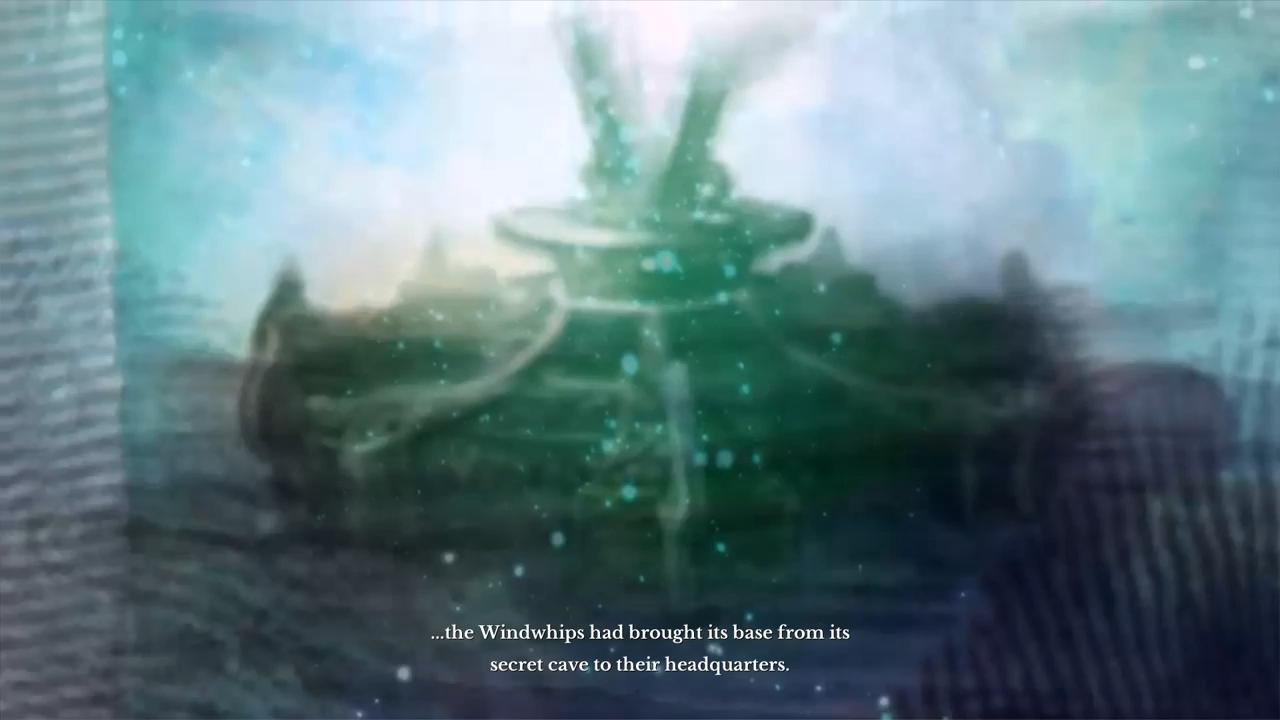 ...the Windwhips had brought its base from its
secret cave to their headquarters.